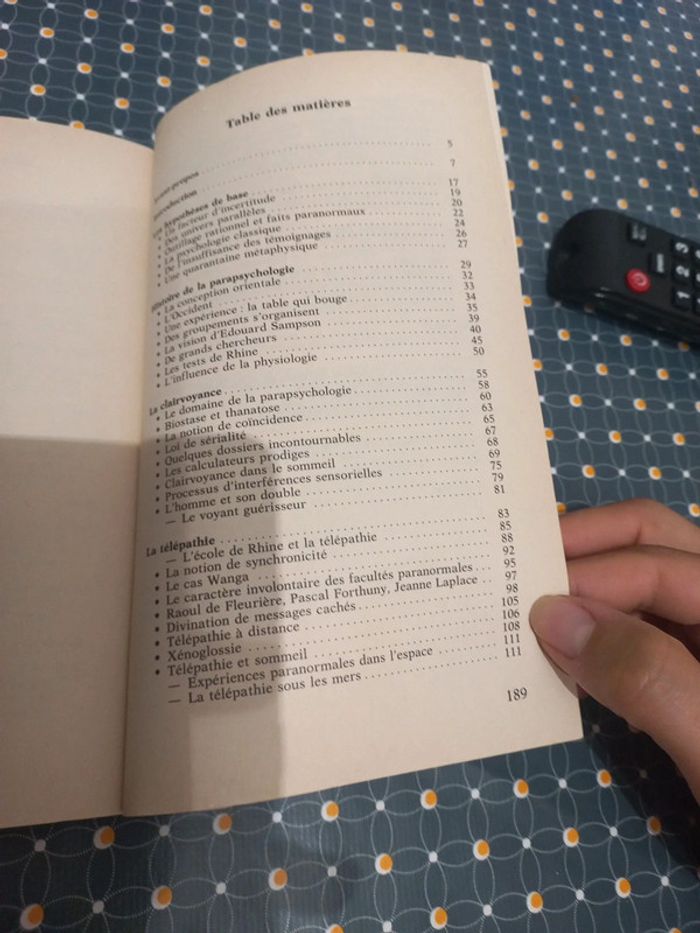 Table des matières
Avant-propos ........ 5
Introduction ........ 7
Les hypothèses de base ........ 17
• Un facteur d'incertitude ........ 19
• Des univers parallèles ........ 20
• Outillage rationnel et faits paranormaux ........ 22
• La psychologie classique ........ 24
• De l'insuffisance des témoignages ........ 26
• Une quarantaine métaphysique ........ 27
Histoire de la parapsychologie ........ 29
• La conception orientale ........ 32
• L'Occident ........ 33
• Une expérience : la table qui bouge ........ 34
• Des groupements s'organisent ........ 35
• La vision d'Edouard Sampson ........ 39
• De grands chercheurs ........ 40
• Les tests de Rhine ........ 45
• L'influence de la physiologie ........ 50
La clairvoyance ........ 55
• Le domaine de la parapsychologie ........ 58
• Biostase et thanatose ........ 60
• La notion de coïncidence ........ 63
• Loi de sérialité ........ 65
• Quelques dossiers incontournables ........ 67
• Les calculateurs prodiges ........ 68
• Clairvoyance dans le sommeil ........ 69
• Processus d'interférences sensorielles ........ 75
• L'homme et son double ........ 79
— Le voyant guérisseur ........ 81
La télépathie ........ 83
— L'école de Rhine et la télépathie ........ 85
• La notion de synchronicité ........ 88
• Le cas Wanga ........ 92
• Le caractère involontaire des facultés paranormales ... 95
• Raoul de Fleurière, Pascal Forthuny, Jeanne Laplace .. 97
• Divination de messages cachés ........ 98
• Télépathie à distance ........ 105
• Xénoglossie ........ 106
• Télépathie et sommeil ........ 108
— Expériences paranormales dans l'espace ........ 111
— La télépathie sous les mers ........ 111
189
1 2 3